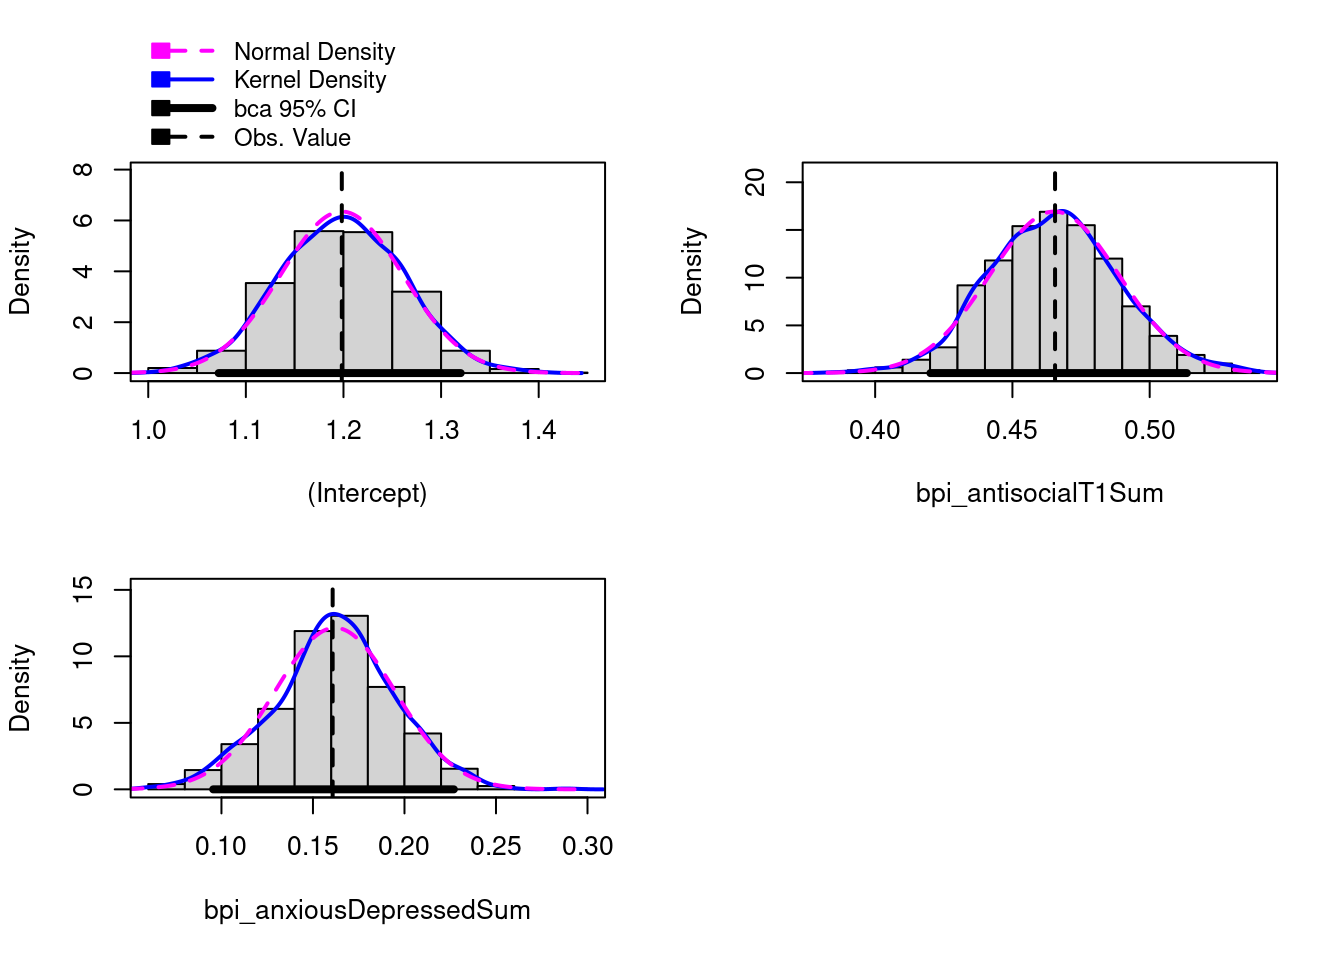 Normal Density
Kernel Density
bca 95% CI
Obs. Value
Density
0 2 4 6 8
1.0 1.1 1.2 1.3 1.4
(Intercept)
Density
0 5 10 20
0.40 0.45 0.50
bpi_antisocialT1Sum
Density
0 5 10 15
0.10 0.15 0.20 0.25 0.30
bpi_anxiousDepressedSum